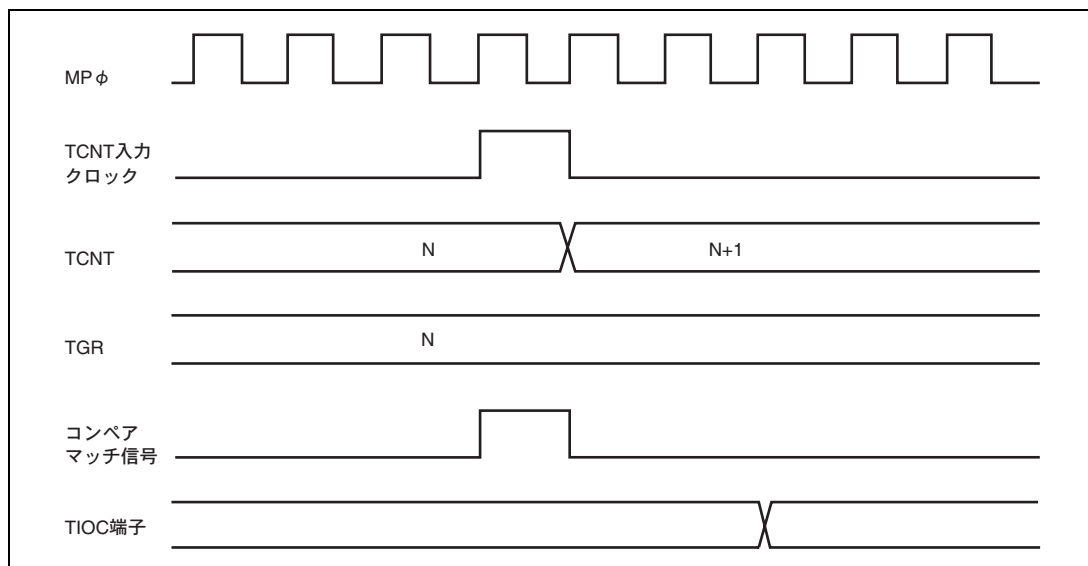 MPφ
TCNT入力
クロック
TCNT
N
N+1
TGR
N
コンペア
マッチ信号
TIOC端子